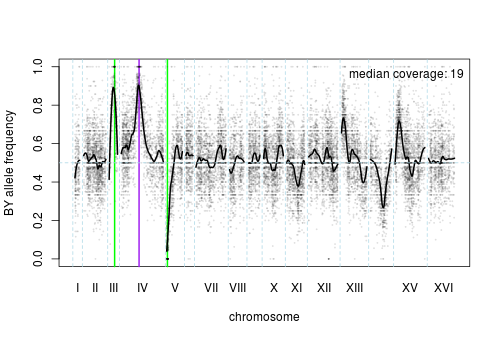 median coverage: 19
BY allele frequency
1.0
0.8
0.6
0.4
0.2
0.0
I II III IV V VII VIII X XI XII XIII XV XVI
chromosome